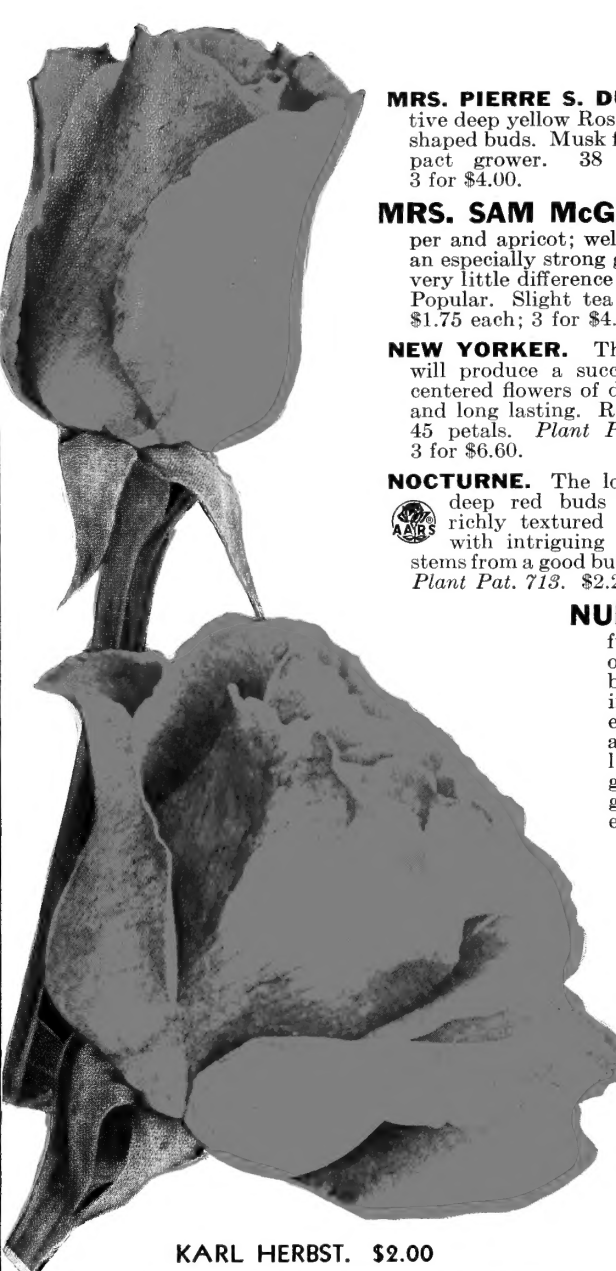 MRS. PIERRE S. DU
tive deep yellow Ros
shaped buds. Musk f
pact grower. 38
3 for $4.00.
MRS. SAM McG
per and apricot; wel
an especially strong g
very little difference
Popular. Slight tea
$1.75 each; 3 for $4.
NEW YORKER. Th
will produce a succ
centered flowers of d
and long lasting. R
45 petals. Plant P
3 for $6.60.
NOCTURNE. The lo
deep red buds
AARS richly textured
with intriguing
stems from a good bu
Plant Pat. 713. $2.2
NU
f
o
b
i
e
a
l
g
g
e
KARL HERBST. $2.00